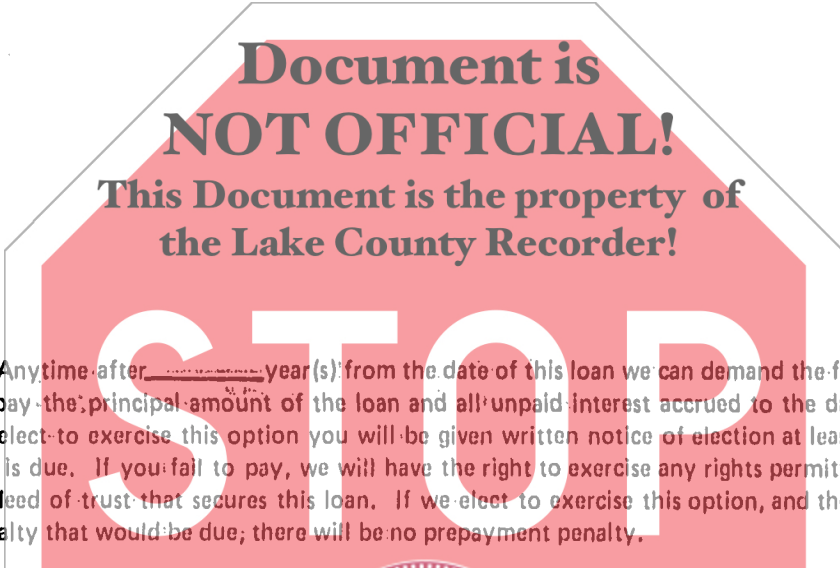 Document is
NOT OFFICIAL!
This Document is the property of
the Lake County Recorder!
STOP
Anytime after year(s) from the date of this loan we can demand the f
pay the principal amount of the loan and all unpaid interest accrued to the d
elect to exercise this option you will be given written notice of election at lea
is due. If you fail to pay, we will have the right to exercise any rights permit
deed of trust that secures this loan. If we elect to exercise this option, and th
alty that would be due; there will be no prepayment penalty.